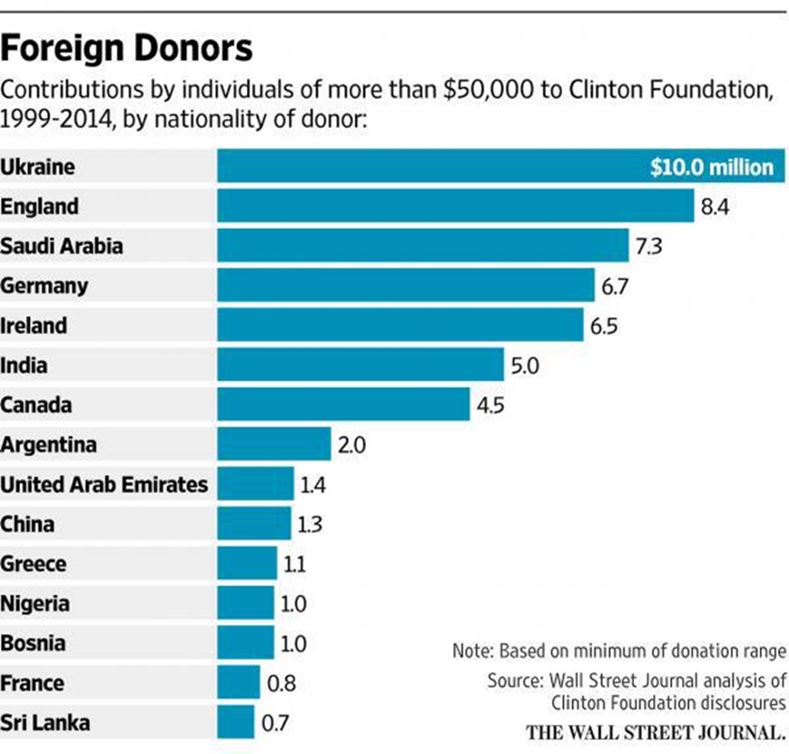 Foreign Donors
Contributions by individuals of more than $50,000 to Clinton Foundation,
1999-2014, by nationality of donor:
Ukraine $10.0 million
England 8.4
Saudi Arabia 7.3
Germany 6.7
Ireland 6.5
India 5.0
Canada 4.5
Argentina 2.0
United Arab Emirates 1.4
China 1.3
Greece 1.1
Nigeria 1.0
Bosnia 1.0
France 0.8
Sri Lanka 0.7
Note: Based on minimum of donation range
Source: Wall Street Journal analysis of
Clinton Foundation disclosures
THE WALL STREET JOURNAL.